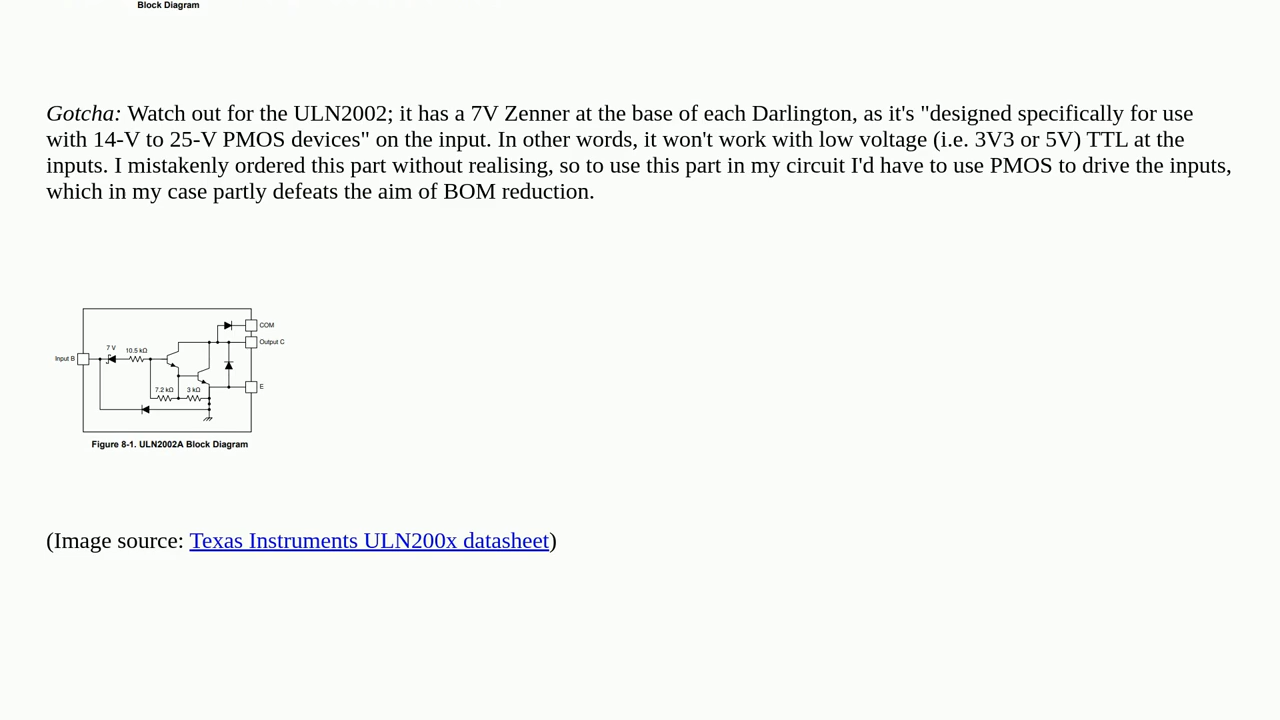 Block Diagram
Gotcha: Watch out for the ULN2002; it has a 7V Zenner at the base of each Darlington, as it's "designed specifically for use
with 14-V to 25-V PMOS devices" on the input. In other words, it won't work with low voltage (i.e. 3V3 or 5V) TTL at the
inputs. I mistakenly ordered this part without realising, so to use this part in my circuit I'd have to use PMOS to drive the inputs,
which in my case partly defeats the aim of BOM reduction.
COM
Output C
7 V
10.5 kΩ
Input B
E
7.2 kΩ
3 kΩ
Figure 8-1. ULN2002A Block Diagram
(Image source: Texas Instruments ULN200x datasheet)